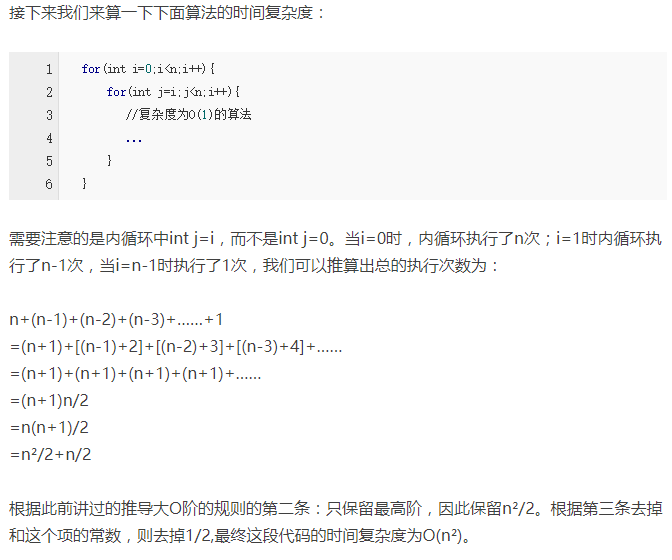 接下来我们来算一下下面算法的时间复杂度：
1 for(int i=0;i<n;i++){
2 for(int j=i;j<n;i++){
3 //复杂度为O(1)的算法
4 ...
5 }
6 }
需要注意的是内循环中int j=i，而不是int j=0。当i=0时，内循环执行了n次；i=1时内循环执
行了n-1次，当i=n-1时执行了1次，我们可以推算出总的执行次数为：
n+(n-1)+(n-2)+(n-3)+……+1
=(n+1)+[(n-1)+2]+[(n-2)+3]+[(n-3)+4]+……
=(n+1)+(n+1)+(n+1)+(n+1)+……
=(n+1)n/2
=n(n+1)/2
=n²/2+n/2
根据此前讲过的推导大O阶的规则的第二条：只保留最高阶，因此保留n²/2。根据第三条去掉
和这个项的常数，则去掉1/2,最终这段代码的时间复杂度为O(n²)。